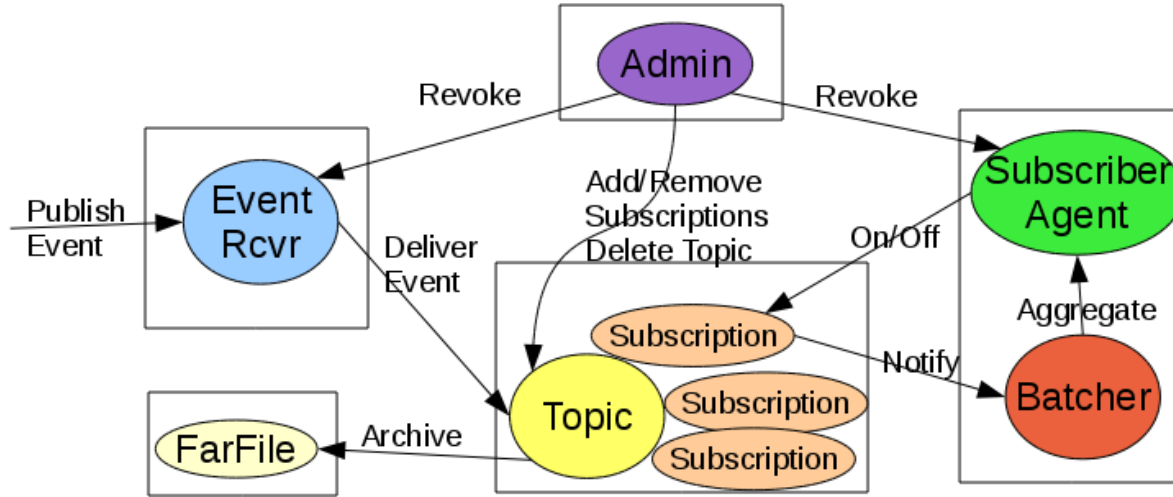 Admin
Revoke
Revoke
Event
Rcvr
Publish
Event
Add/Remove
Subscriptions
Delete Topic
Subscriber
Agent
Deliver
Event
On/Off
Subscription
Aggregate
Notify
Batcher
Topic
Subscription
Subscription
Archive
FarFile